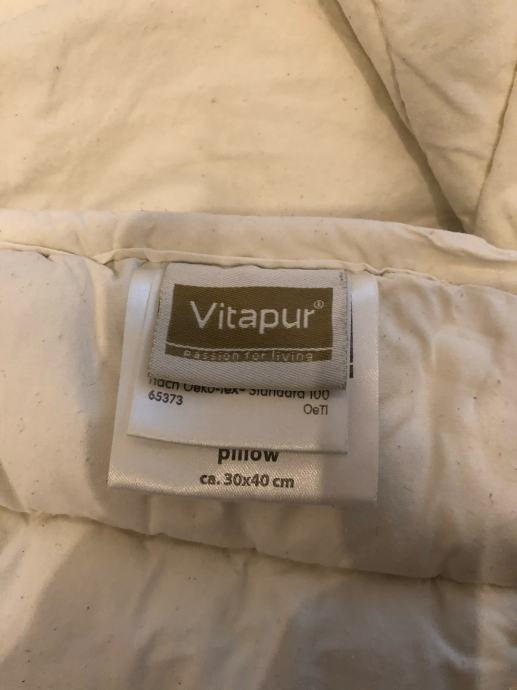 Vitapur®
passion for living
nach Oeko-Tex® Standard 100
65373
OeTI
pillow
ca. 30x40 cm